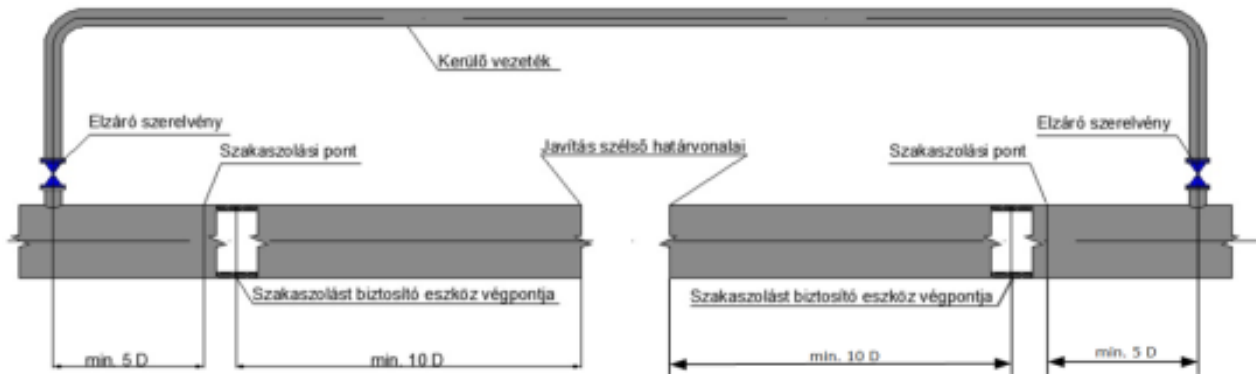 Kerülő vezeték
Elzáró szerelvény
Elzáró szerelvény
Szakaszolási pont
Javítás szélső határvonalai
Szakaszolási pont
Szakaszolást biztosító eszköz végpontja
Szakaszolást biztosító eszköz végpontja
min. 5 D
min. 10 D
min. 10 D
min. 5 D